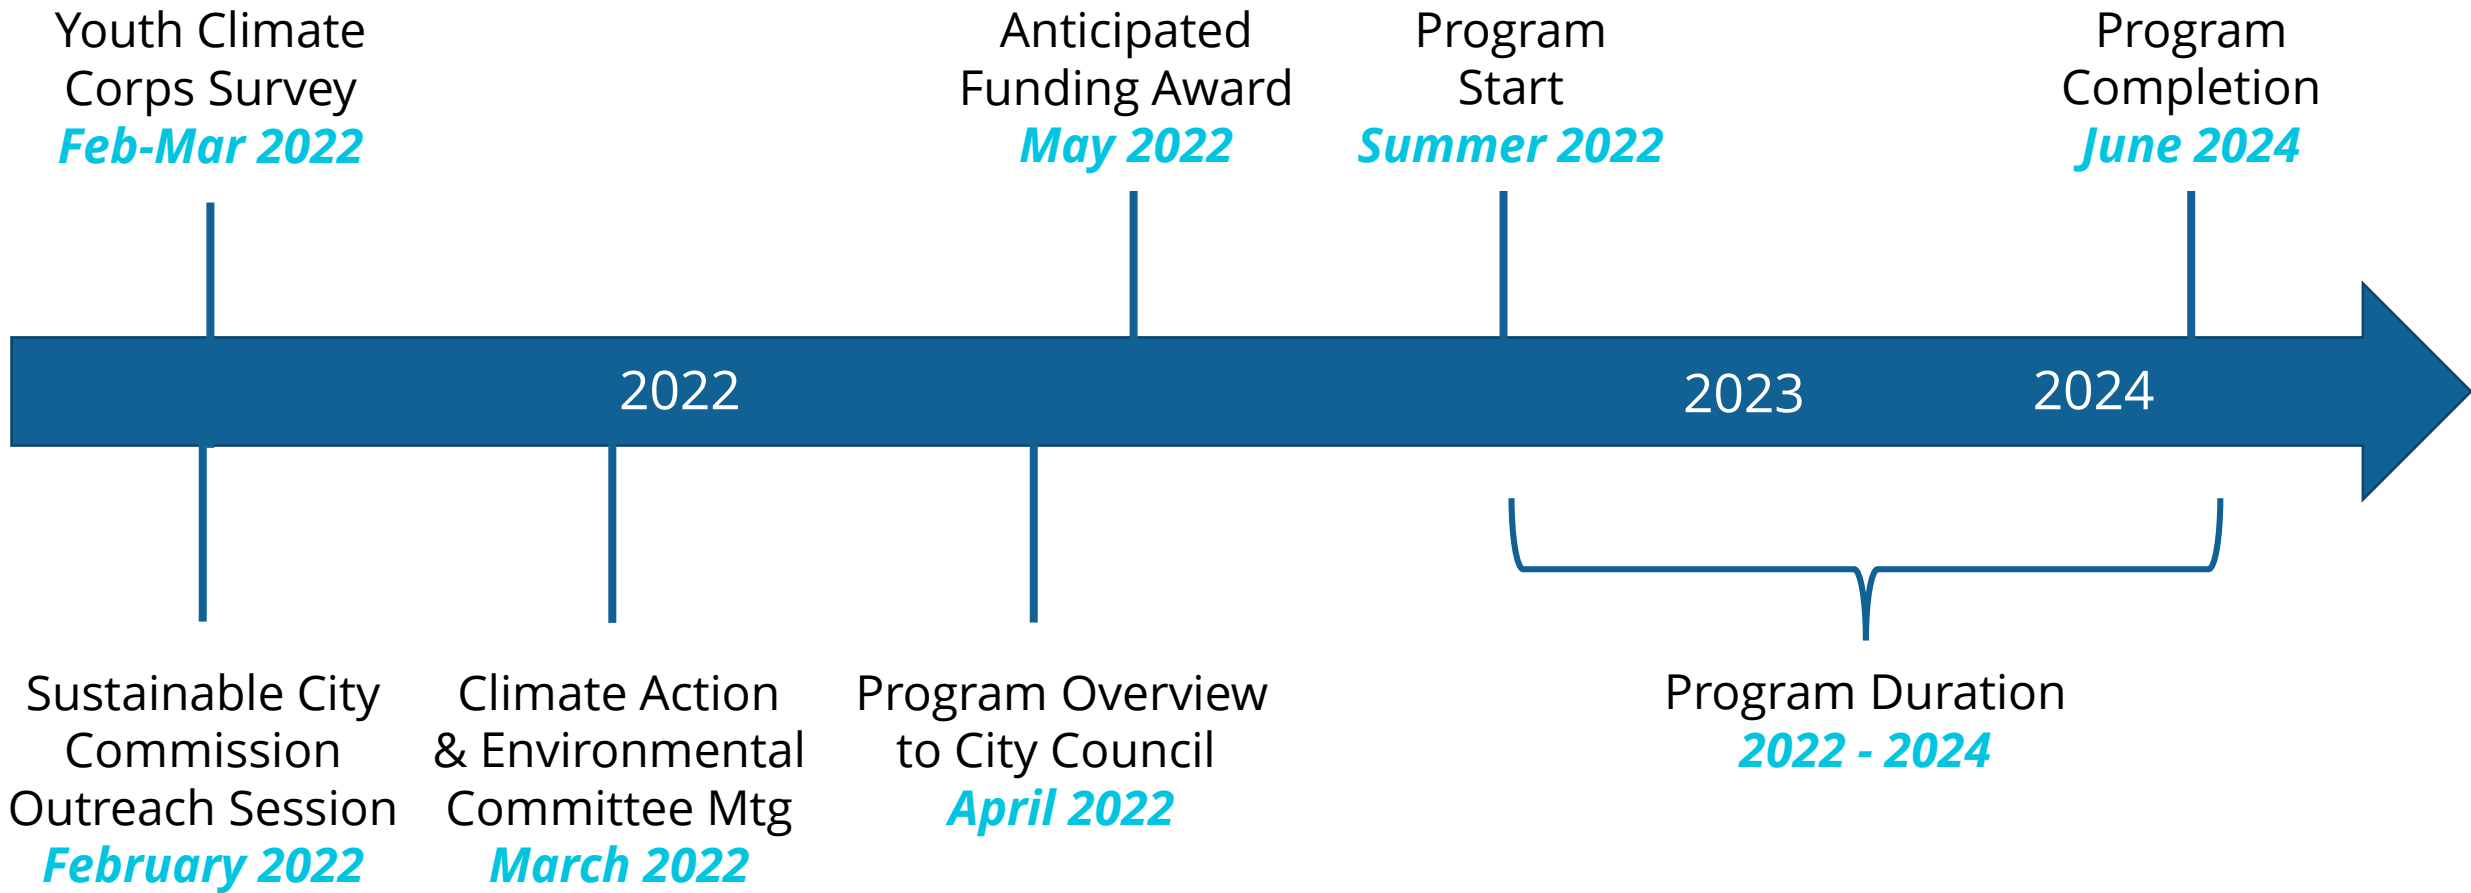 Youth Climate
Corps Survey
Feb-Mar 2022
Anticipated
Funding Award
May 2022
Program
Start
Summer 2022
Program
Completion
June 2024
2022
2023
2024
Sustainable City
Commission
Outreach Session
February 2022
Climate Action
& Environmental
Committee Mtg
March 2022
Program Overview
to City Council
April 2022
Program Duration
2022 - 2024